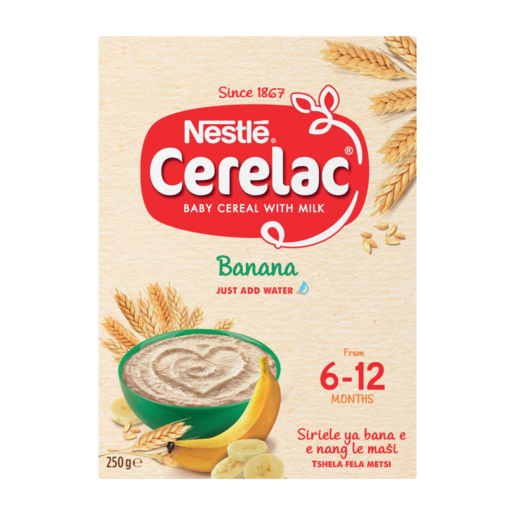 Since 1867
Nestlé®
Cerelac®
BABY CEREAL WITH MILK
Banana
JUST ADD WATER
From
6-12
MONTHS
Siriele ya bana e
e nang le maši
TSHELA FELA METSI
250g℮